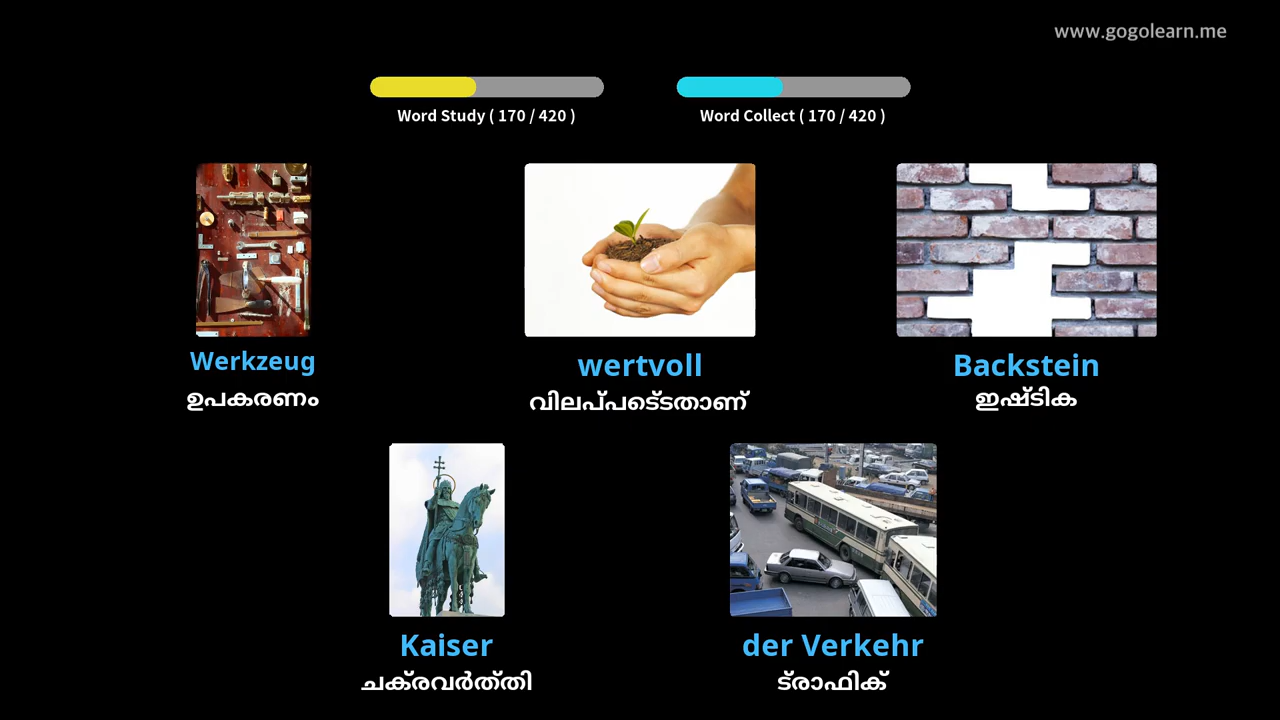 www.gogolearn.me
Word Study ( 170 / 420 )
Word Collect ( 170 / 420 )
Werkzeug
ഉപകരണം
wertvoll
വിലപ്പെട്ടതാണ്
Backstein
ഇഷ്ടിക
Kaiser
ചക്രവർത്തി
der Verkehr
ട്രാഫിക്